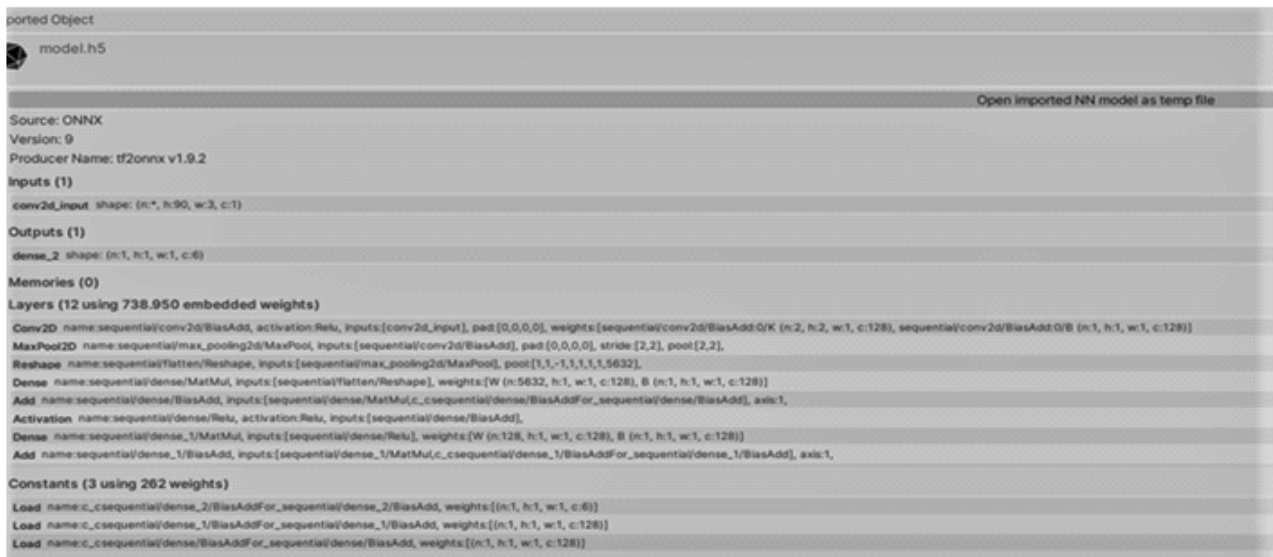 ported Object
model.h5
Open imported NN model as temp file
Source: ONNX
Version: 9
Producer Name: tf2onnx v1.9.2
Inputs (1)
conv2d_input shape: (n:*, h:90, w:3, c:1)
Outputs (1)
dense_2 shape: (n:1, h:1, w:1, c:6)
Memories (0)
Layers (12 using 738.950 embedded weights)
Conv2D name:sequential/conv2d/BiasAdd, activation:Relu, inputs:[conv2d_input], pad:[0,0,0,0], weights:[sequential/conv2d/BiasAdd:0/K (n:2, h:2, w:1, c:128), sequential/conv2d/BiasAdd:0/B (n:1, h:1, w:1, c:128)]
MaxPool2D name:sequential/max_pooling2d/MaxPool, inputs:[sequential/conv2d/BiasAdd], pad:[0,0,0,0], stride:[2,2], pool:[2,2],
Reshape name:sequential/flatten/Reshape, inputs:[sequential/max_pooling2d/MaxPool], pool:[1,1,-1,1,1,1,1,5632],
Dense name:sequential/dense/MatMul, inputs:[sequential/flatten/Reshape], weights:[W (n:5632, h:1, w:1, c:128), B (n:1, h:1, w:1, c:128)]
Add name:sequential/dense/BiasAdd, inputs:[sequential/dense/MatMul,c_csequential/dense/BiasAddFor_sequential/dense/BiasAdd], axis:1,
Activation name:sequential/dense/Relu, activation:Relu, inputs:[sequential/dense/BiasAdd],
Dense name:sequential/dense_1/MatMul, inputs:[sequential/dense/Relu], weights:[W (n:128, h:1, w:1, c:128), B (n:1, h:1, w:1, c:128)]
Add name:sequential/dense_1/BiasAdd, inputs:[sequential/dense_1/MatMul,c_csequential/dense_1/BiasAddFor_sequential/dense_1/BiasAdd], axis:1,
Constants (3 using 262 weights)
Load name:c_csequential/dense_2/BiasAddFor_sequential/dense_2/BiasAdd, weights:[(n:1, h:1, w:1, c:6)]
Load name:c_csequential/dense_1/BiasAddFor_sequential/dense_1/BiasAdd, weights:[(n:1, h:1, w:1, c:128)]
Load name:c_csequential/dense/BiasAddFor_sequential/dense/BiasAdd, weights:[(n:1, h:1, w:1, c:128)]